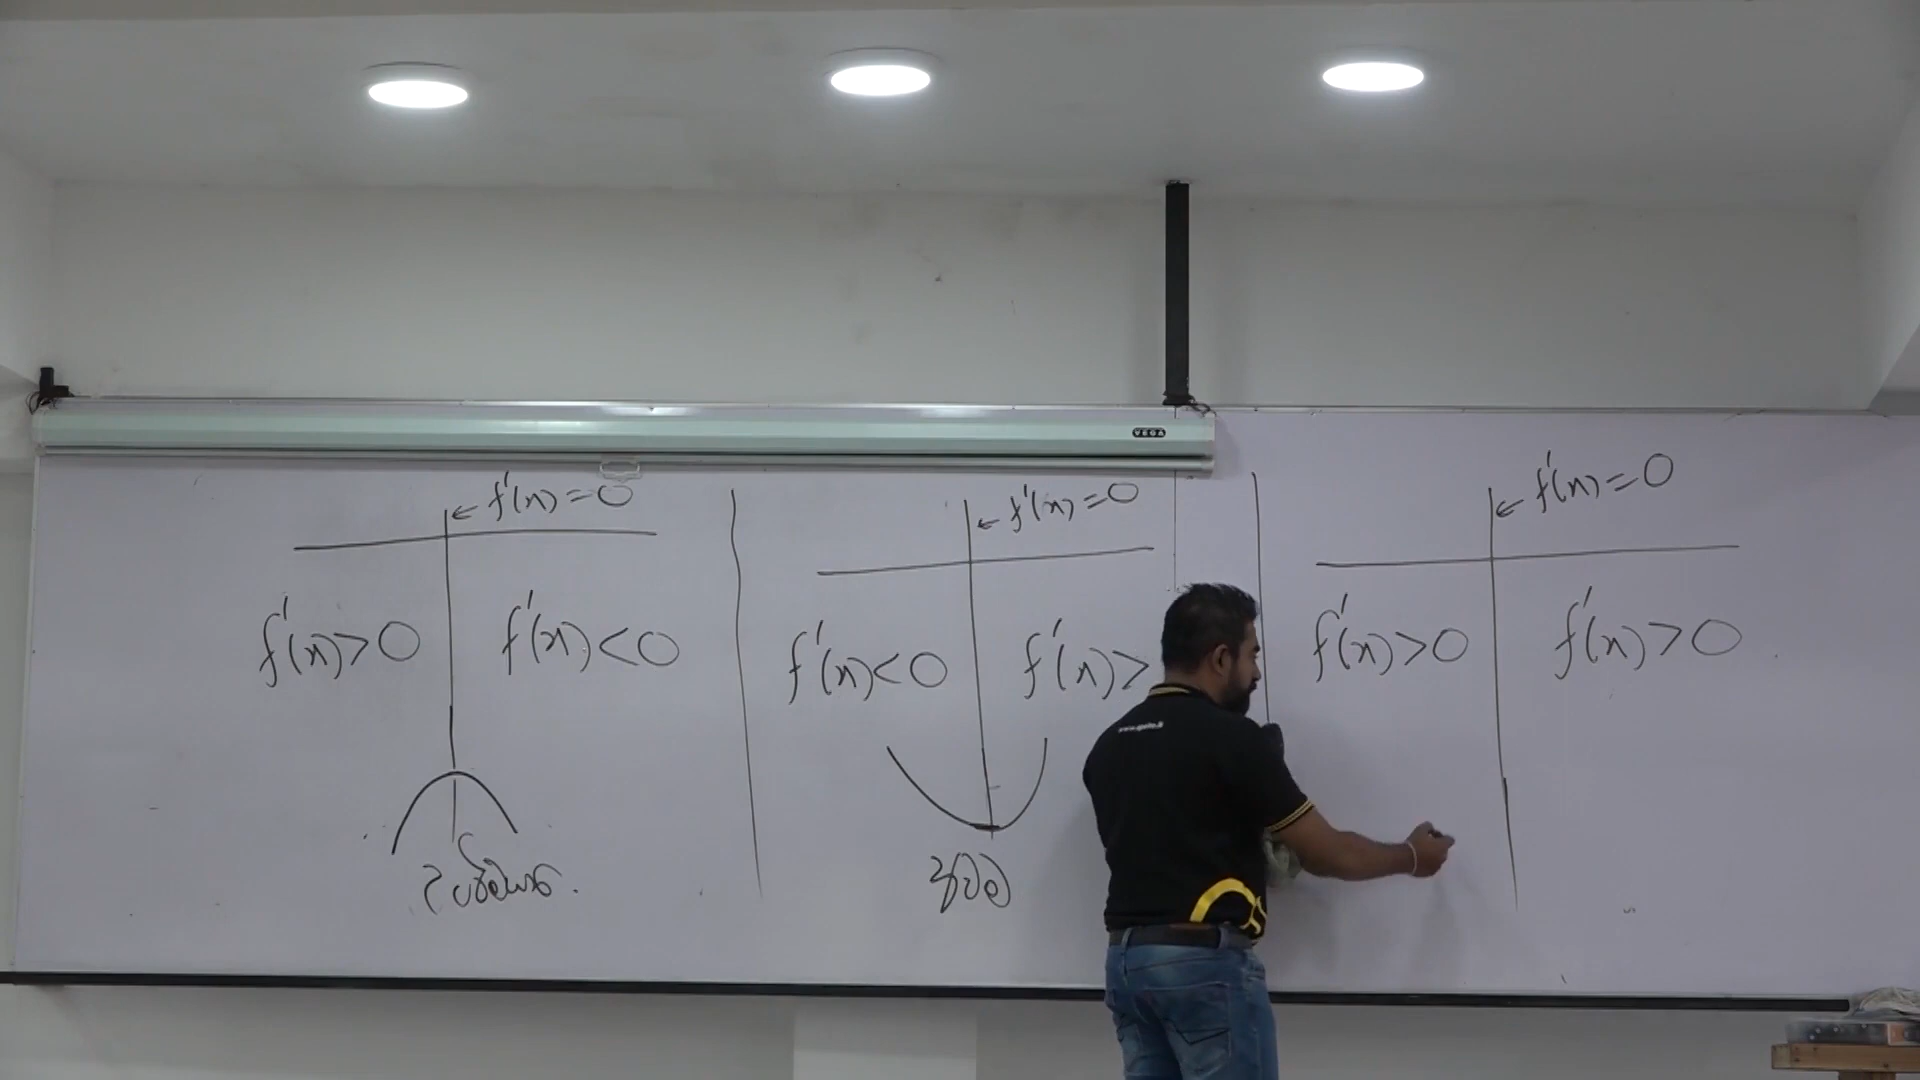 VEGA
← f'(x) = 0
f'(x) > 0
f'(x) < 0
උපරිමය.
← f'(x) = 0
f'(x) < 0
f'(x) >
අවම
← f'(x) = 0
f'(x) > 0
f'(x) > 0